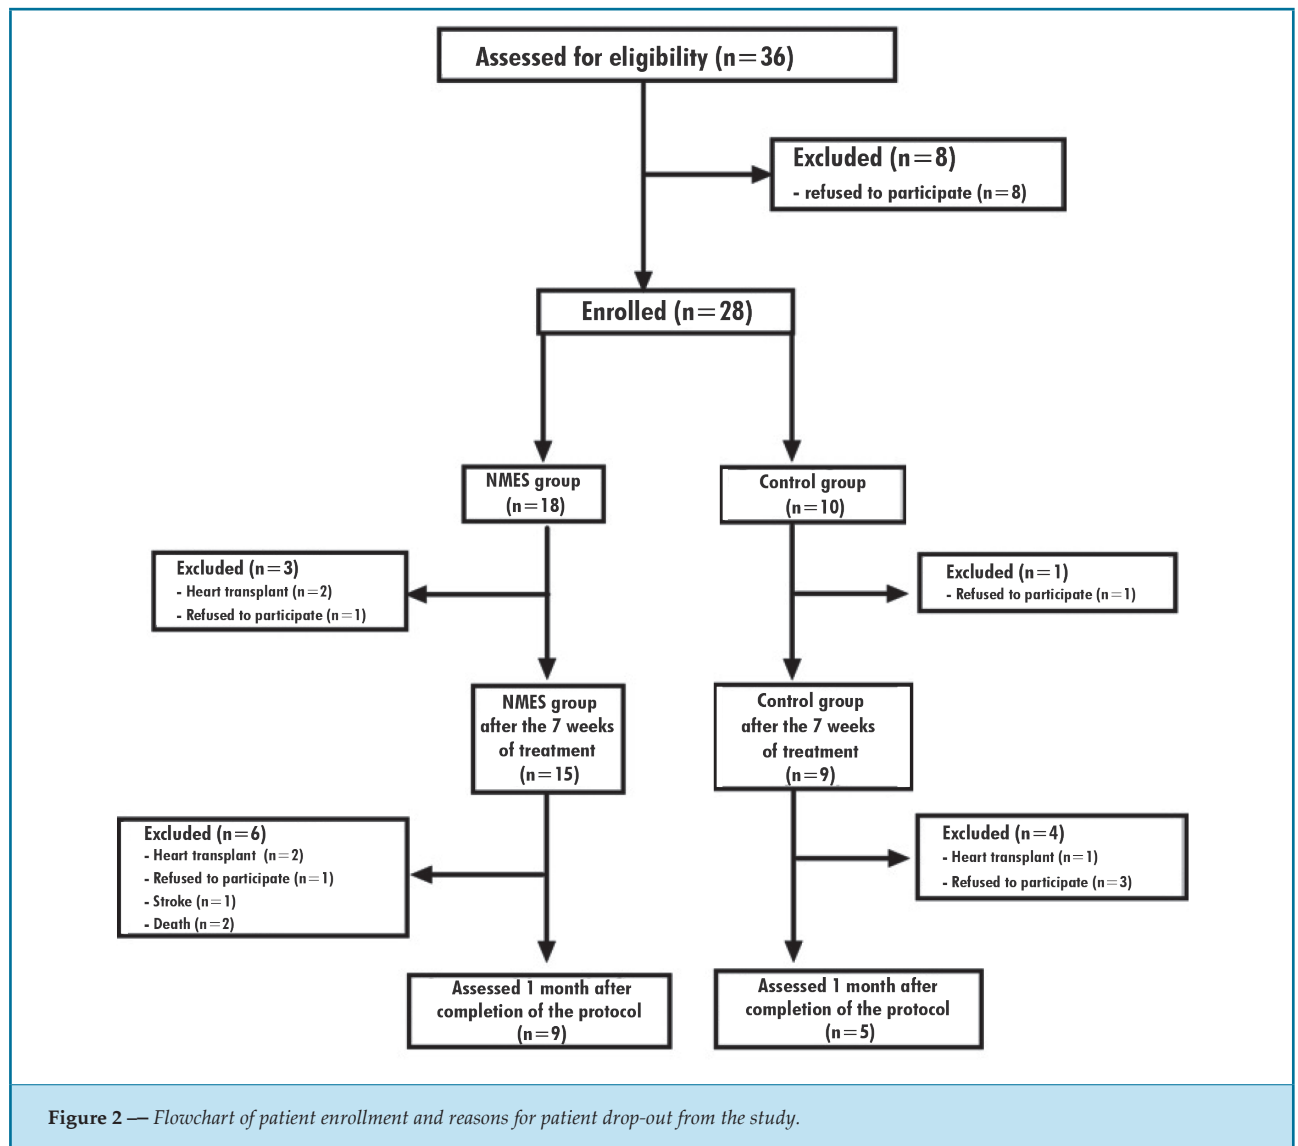 Assessed for eligibility (n=36)
Excluded (n=8)
- refused to participate (n=8)
Enrolled (n=28)
NMES group
(n=18)
Control group
(n=10)
Excluded (n=3)
- Heart transplant (n=2)
- Refused to participate (n=1)
Excluded (n=1)
- Refused to participate (n=1)
NMES group
after the 7 weeks
of treatment
(n=15)
Control group
after the 7 weeks
of treatment
(n=9)
Excluded (n=6)
- Heart transplant (n=2)
- Refused to participate (n=1)
- Stroke (n=1)
- Death (n=2)
Excluded (n=4)
- Heart transplant (n=1)
- Refused to participate (n=3)
Assessed 1 month after
completion of the protocol
(n=9)
Assessed 1 month after
completion of the protocol
(n=5)
Figure 2 — Flowchart of patient enrollment and reasons for patient drop-out from the study.